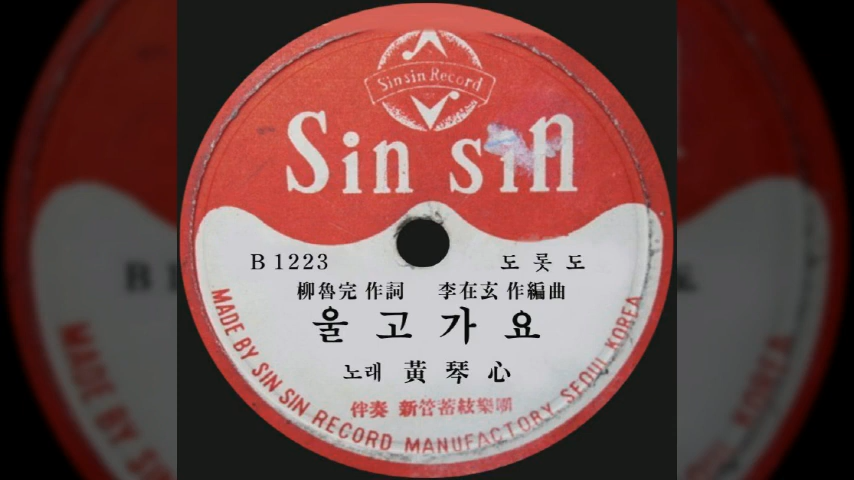 Sinsin Record
Sin sin
B 1223 도롯도
柳魯完 作詞 李在玄 作編曲
울고가요
노래 黃琴心
伴奏 新管蓄絃樂團
MADE BY SIN SIN RECORD MANUFACTORY SEOUL KOREA